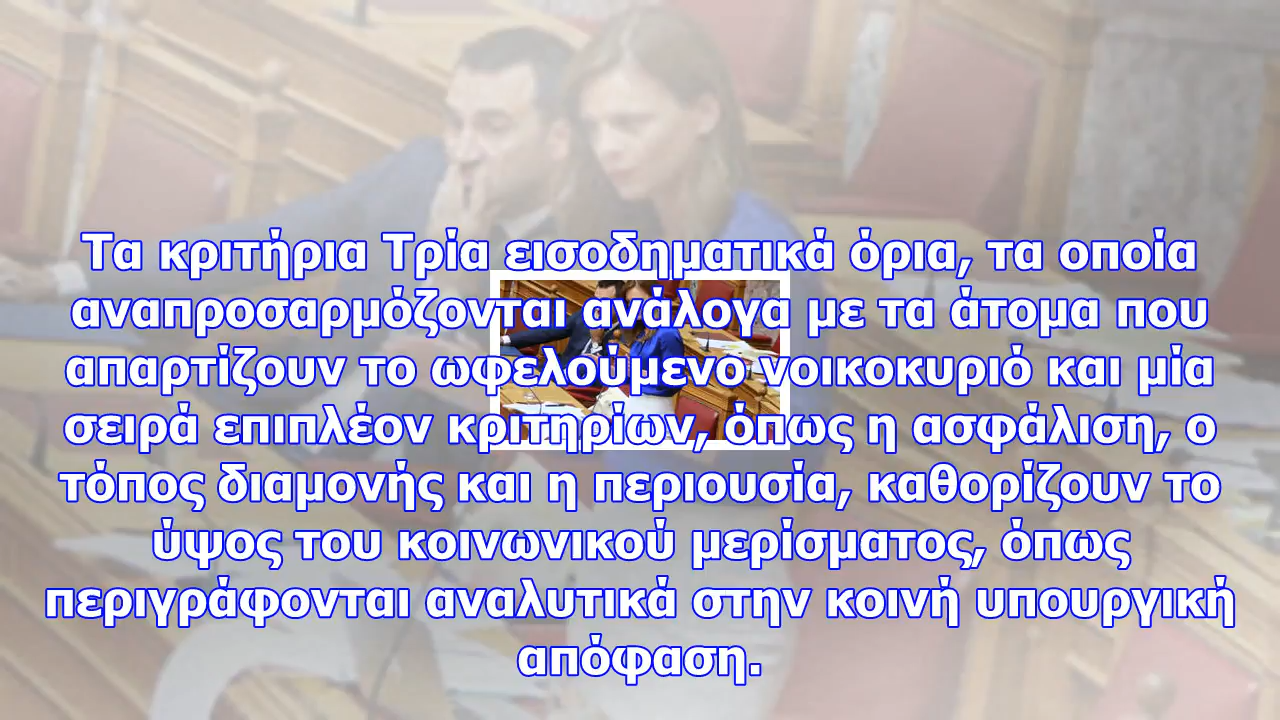 Τα κριτήρια Τρία εισοδηματικά όρια, τα οποία
αναπροσαρμόζονται ανάλογα με τα άτομα που
απαρτίζουν το ωφελούμενο νοικοκυριό και μία
σειρά επιπλέον κριτηρίων, όπως η ασφάλιση, ο
τόπος διαμονής και η περιουσία, καθορίζουν το
ύψος του κοινωνικού μερίσματος, όπως
περιγράφονται αναλυτικά στην κοινή υπουργική
απόφαση.